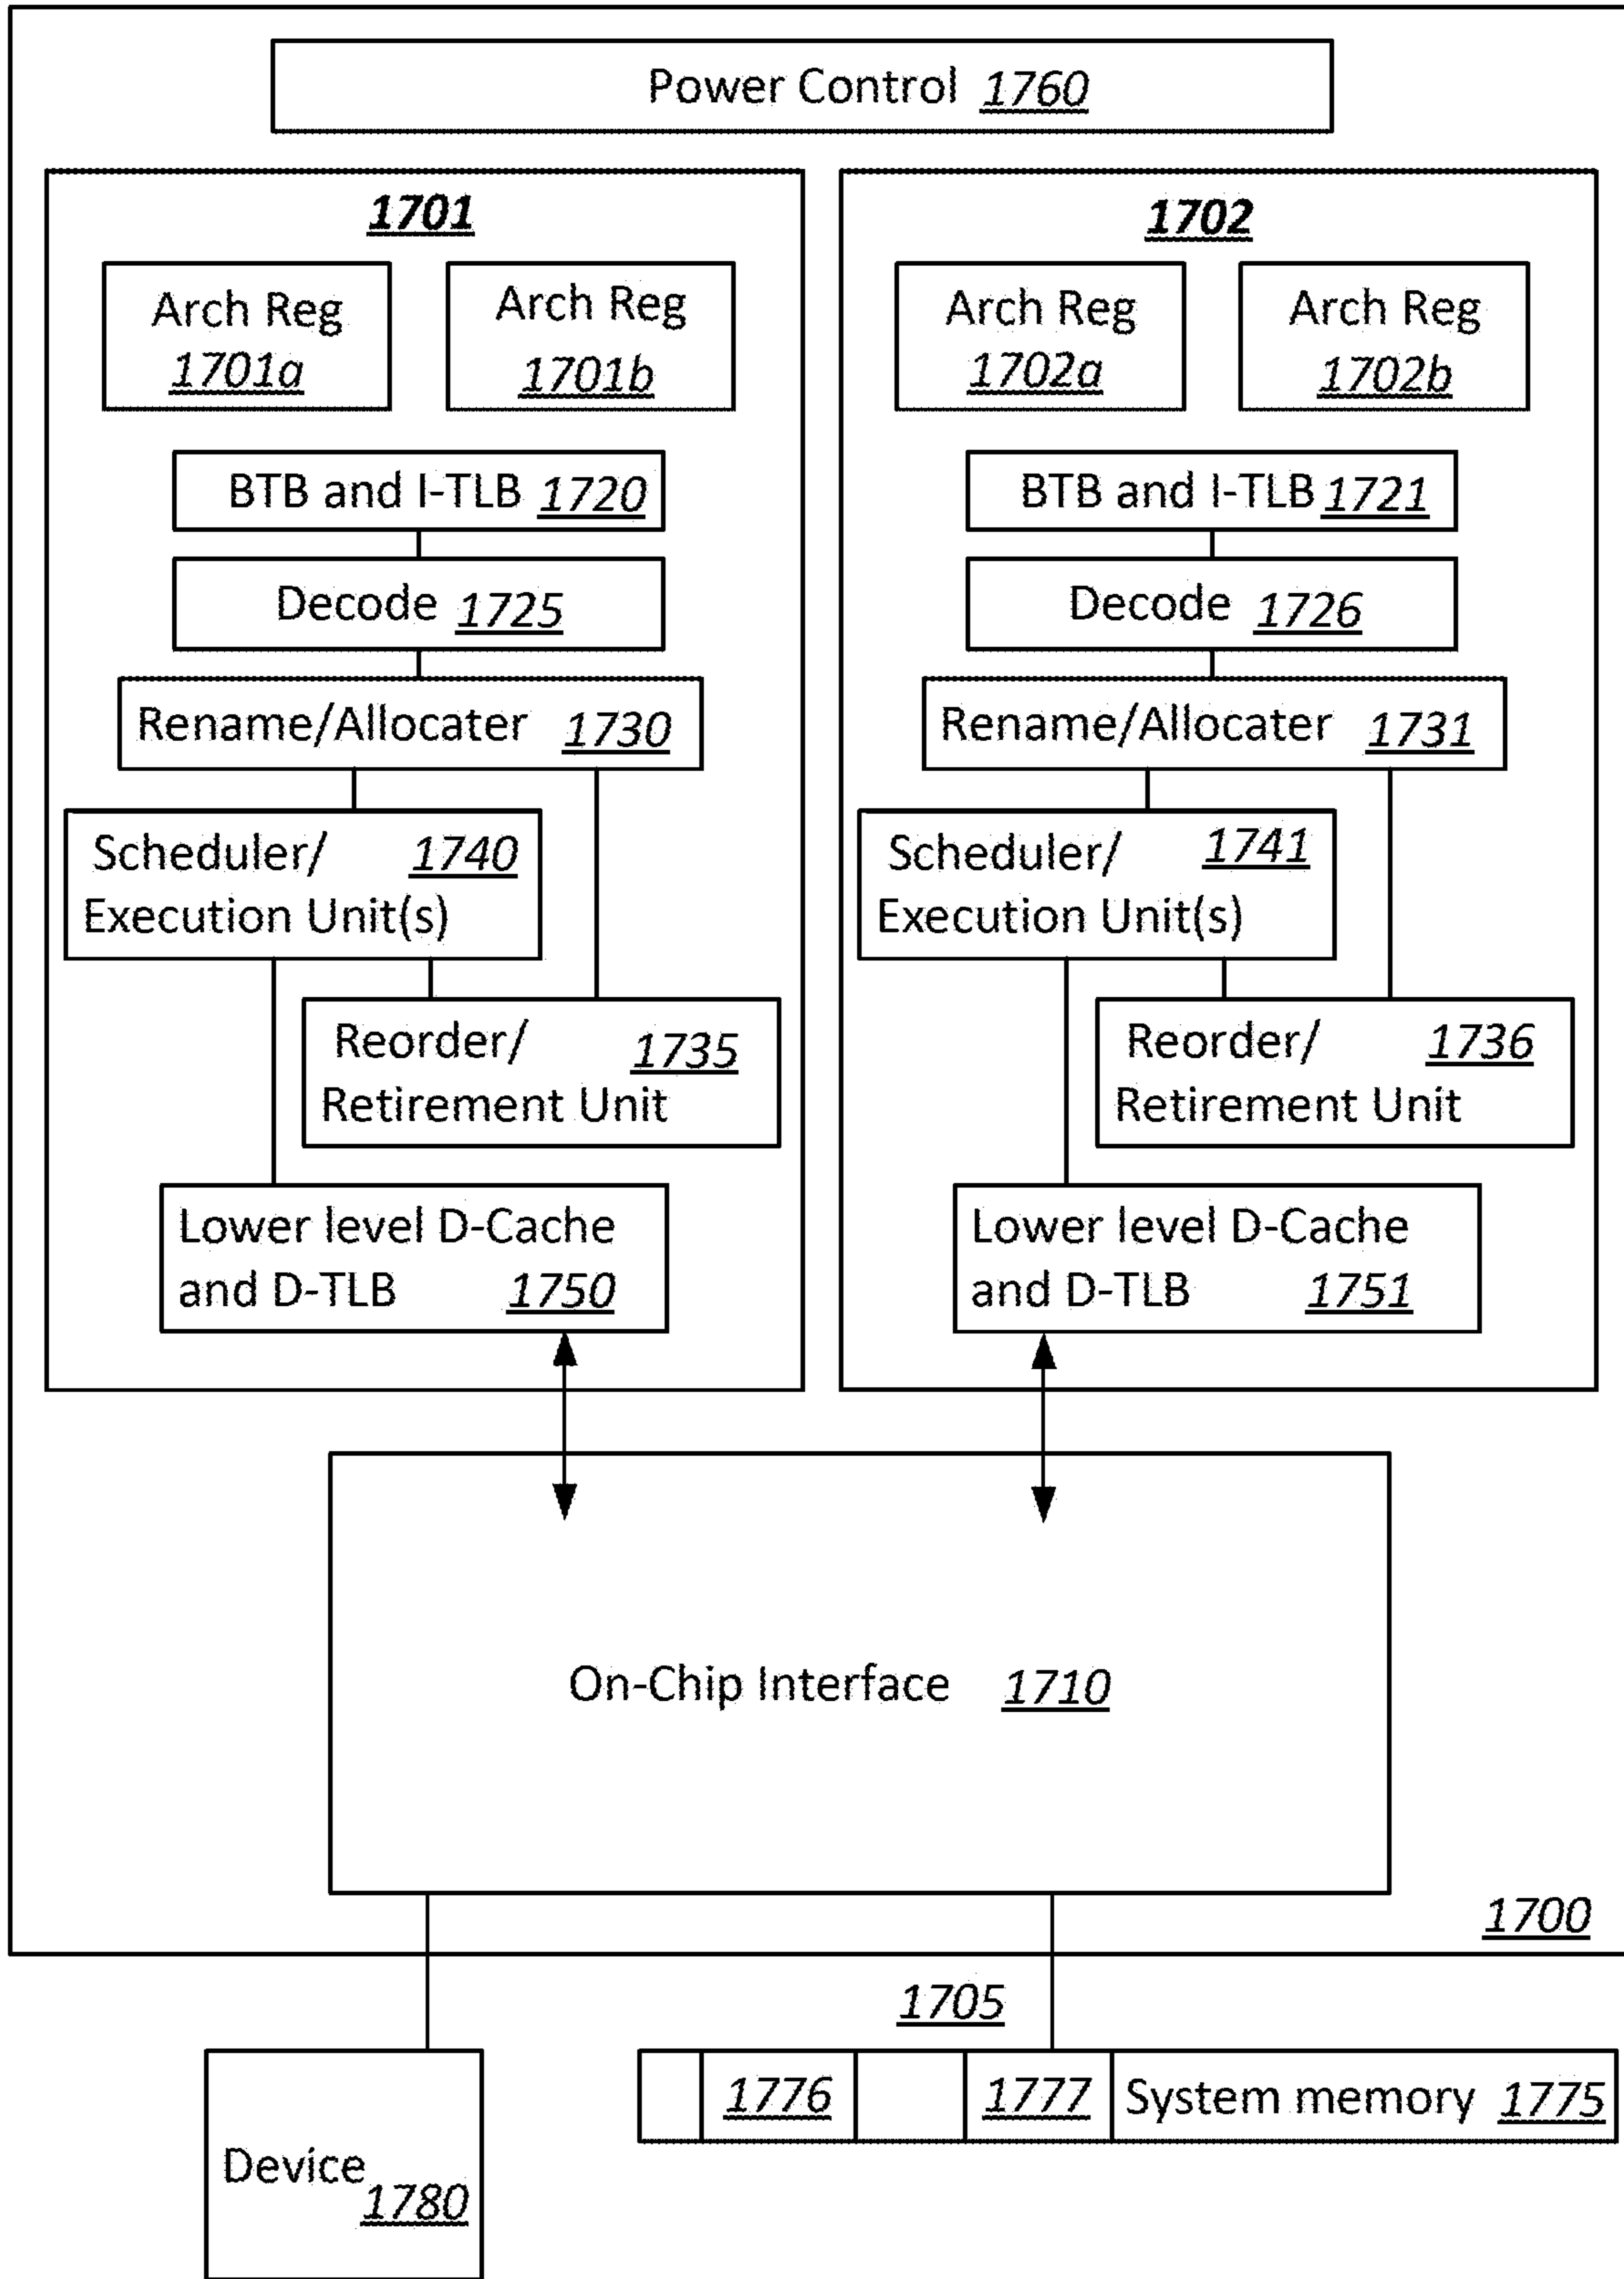 Power Control 1760
1701
Arch Reg
1701a
Arch Reg
1701b
BTB and I-TLB 1720
Decode 1725
Rename/Allocater 1730
Scheduler/ 1740
Execution Unit(s)
Reorder/ 1735
Retirement Unit
Lower level D-Cache
and D-TLB 1750
1702
Arch Reg
1702a
Arch Reg
1702b
BTB and I-TLB 1721
Decode 1726
Rename/Allocater 1731
Scheduler/ 1741
Execution Unit(s)
Reorder/ 1736
Retirement Unit
Lower level D-Cache
and D-TLB 1751
On-Chip Interface 1710
1700
1705
1776 1777 System memory 1775
Device 1780